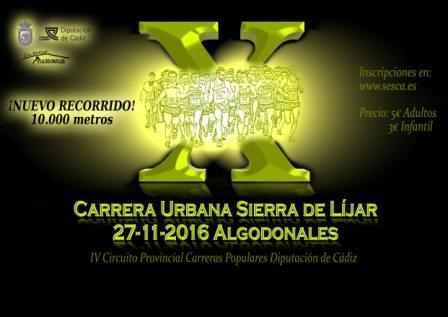 Diputación
de Cádiz
ALGODONALES
¡NUEVO RECORRIDO!
10.000 metros
X
Inscripciones en:
www.sesca.es
Precio: 5€ Adultos
3€ Infantil
CARRERA URBANA SIERRA DE LÍJAR
27-11-2016 ALGODONALES
IV Circuito Provincial Carreras Populares Diputación de Cádiz